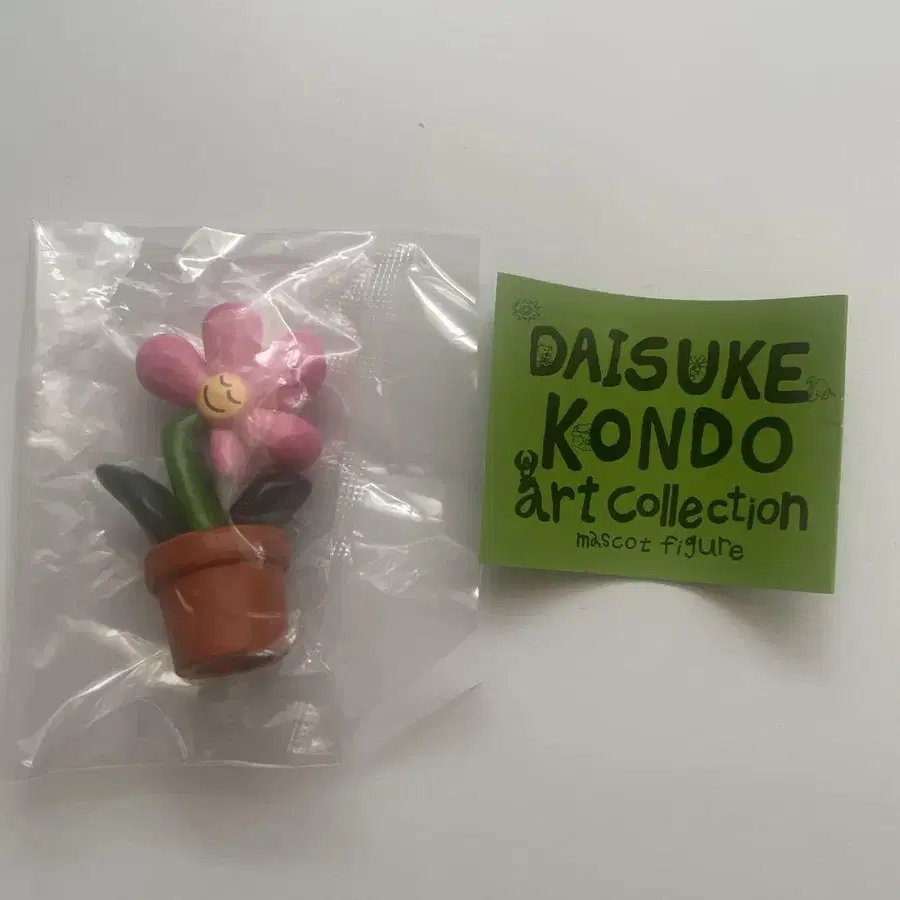 DAISUKE
KONDO
art collection
mascot figure